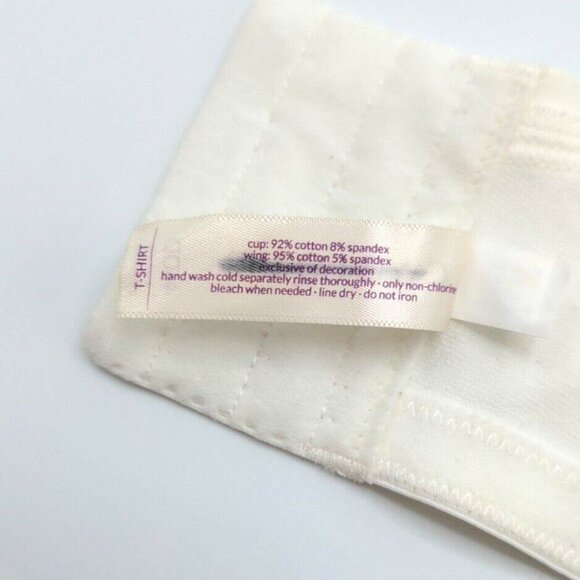 T-SHIRT
cup: 92% cotton 8% spandex
wing: 95% cotton 5% spandex
exclusive of decoration
hand wash cold separately rinse thoroughly · only non-chlorine
bleach when needed · line dry · do not iron